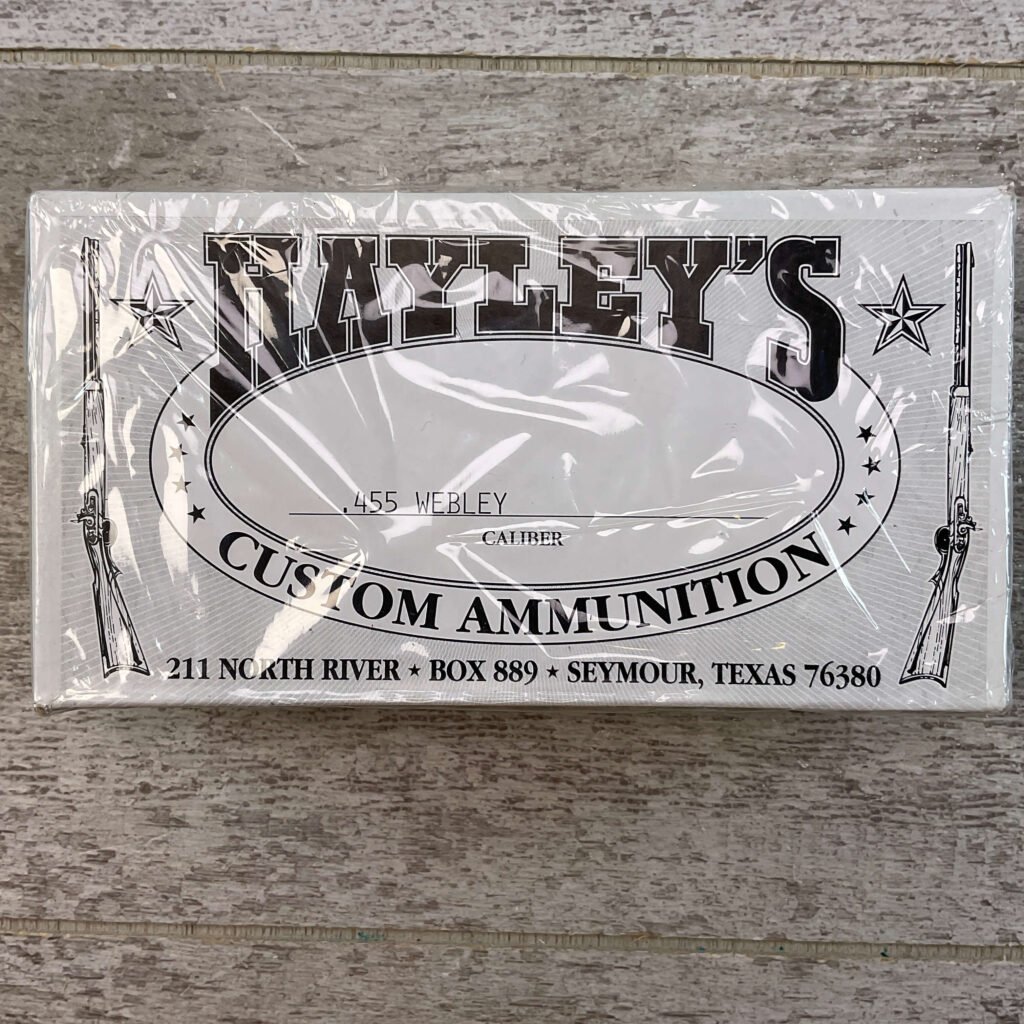 HAYLEY'S
.455 WEBLEY
CALIBER
CUSTOM AMMUNITION
211 NORTH RIVER ★ BOX 889 ★ SEYMOUR, TEXAS 76380